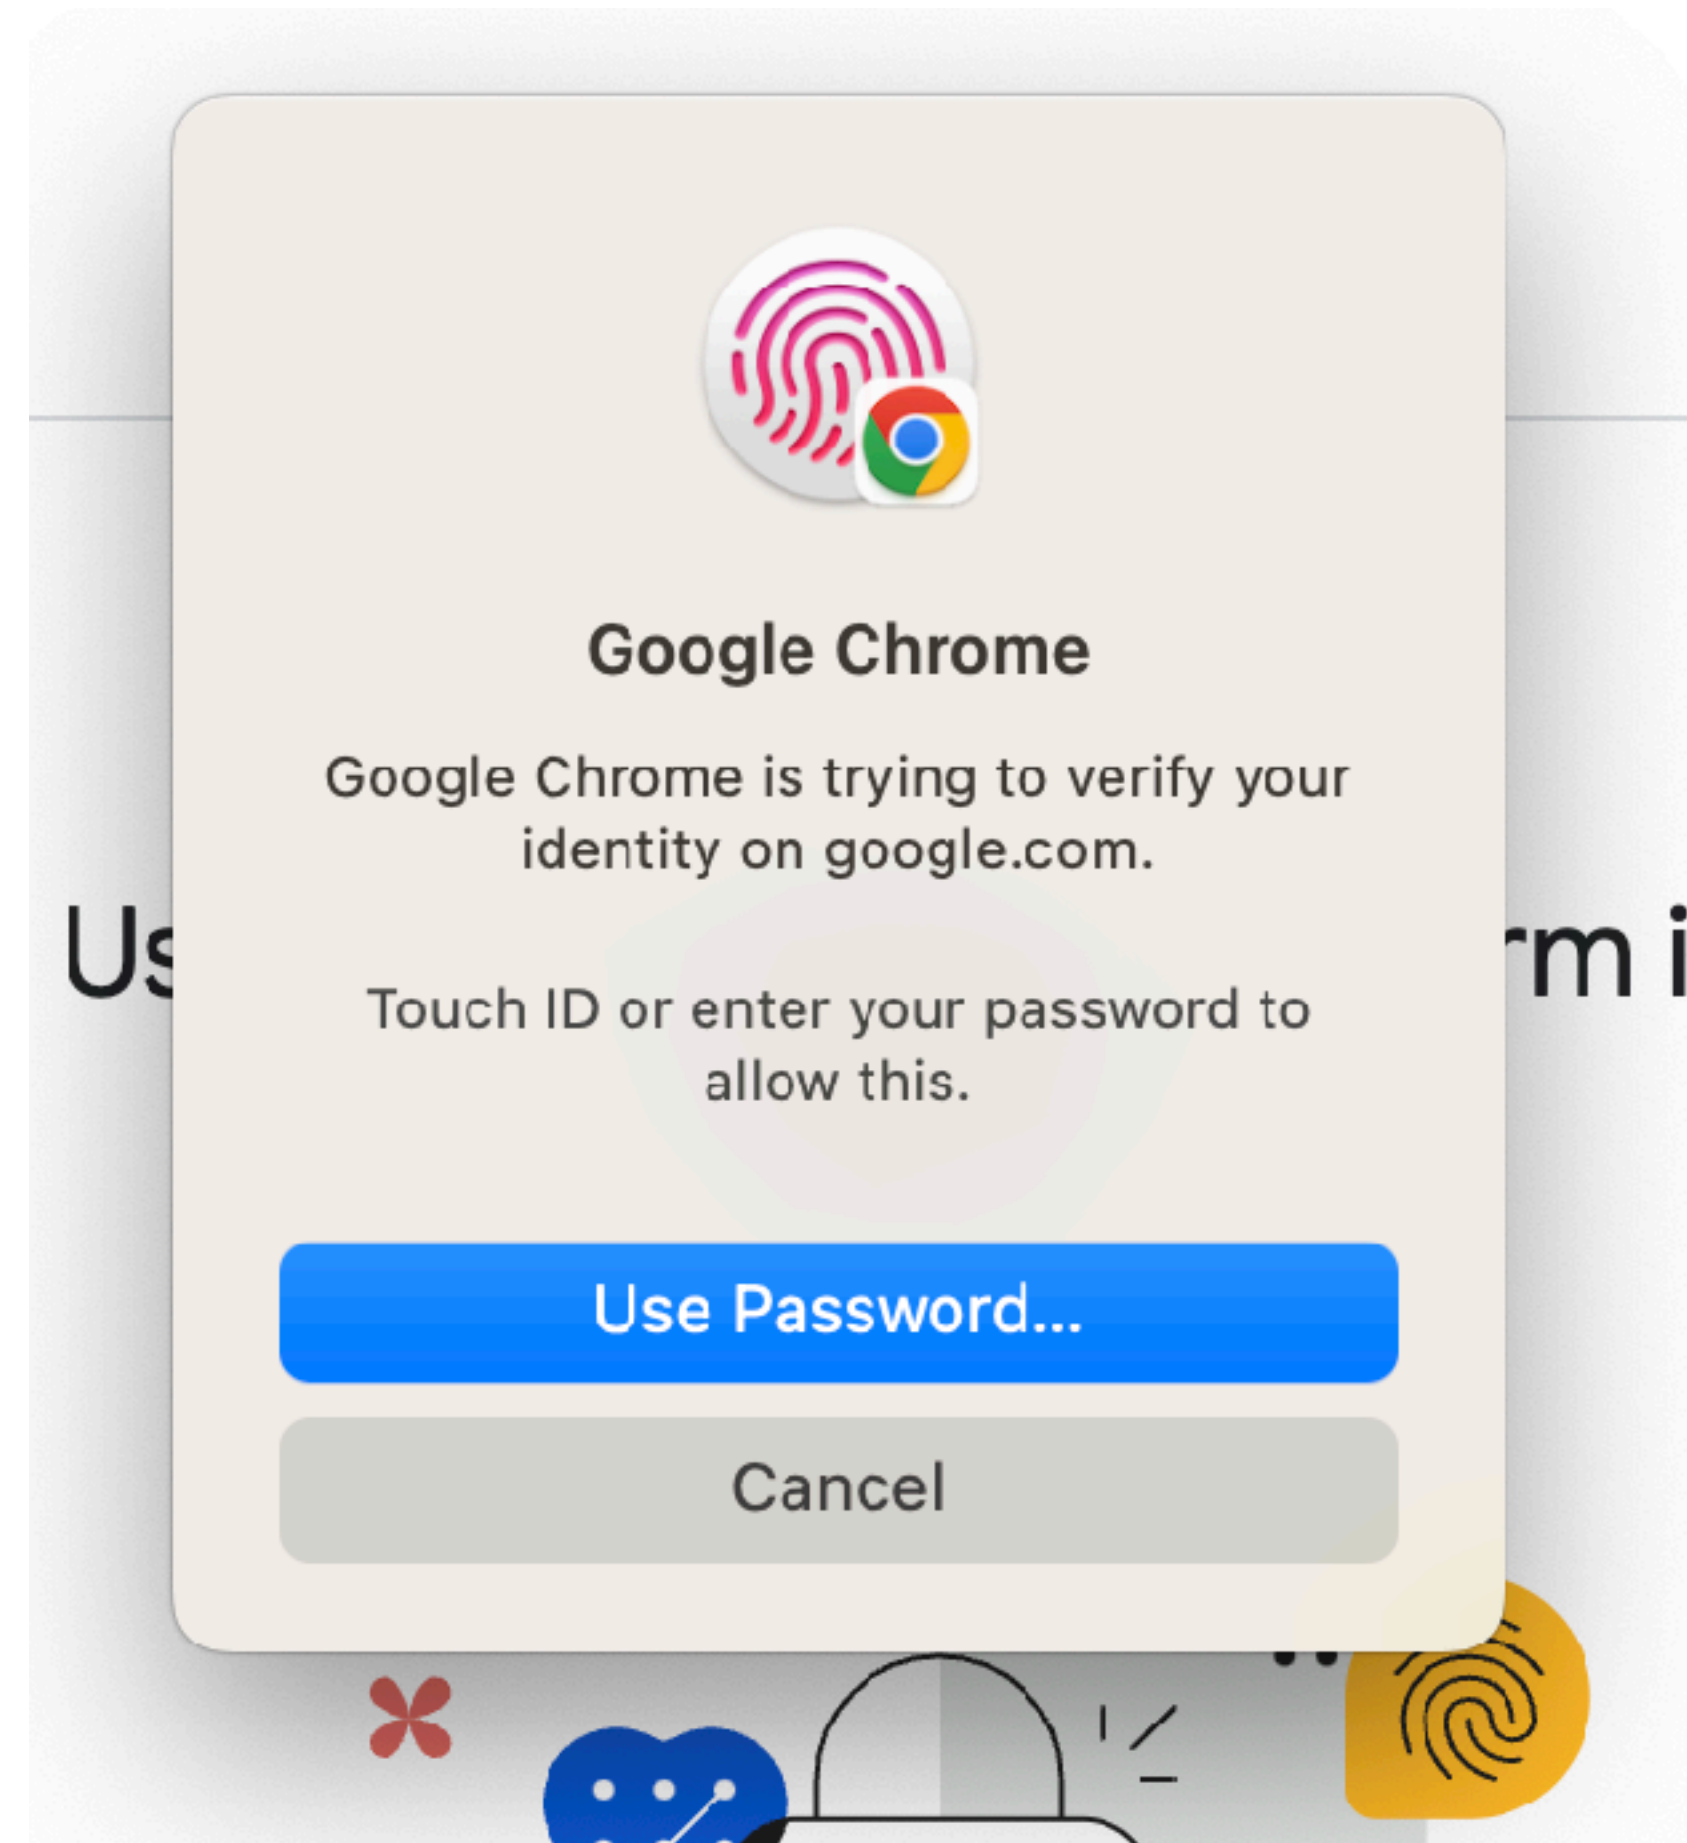 Google Chrome
Google Chrome is trying to verify your
identity on google.com.
Touch ID or enter your password to
allow this.
Use Password...
Cancel